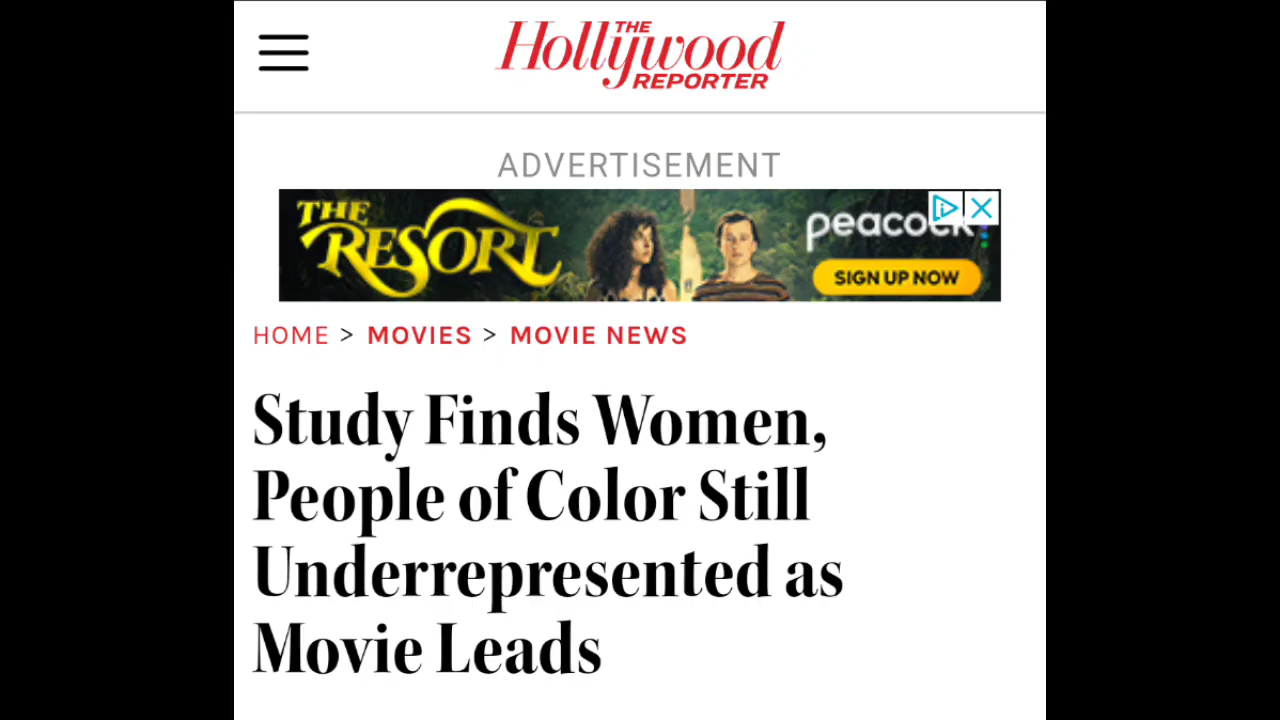 THE
Hollywood
REPORTER
ADVERTISEMENT
THE
RESORT
peacock
SIGN UP NOW
HOME > MOVIES > MOVIE NEWS
Study Finds Women,
People of Color Still
Underrepresented as
Movie Leads